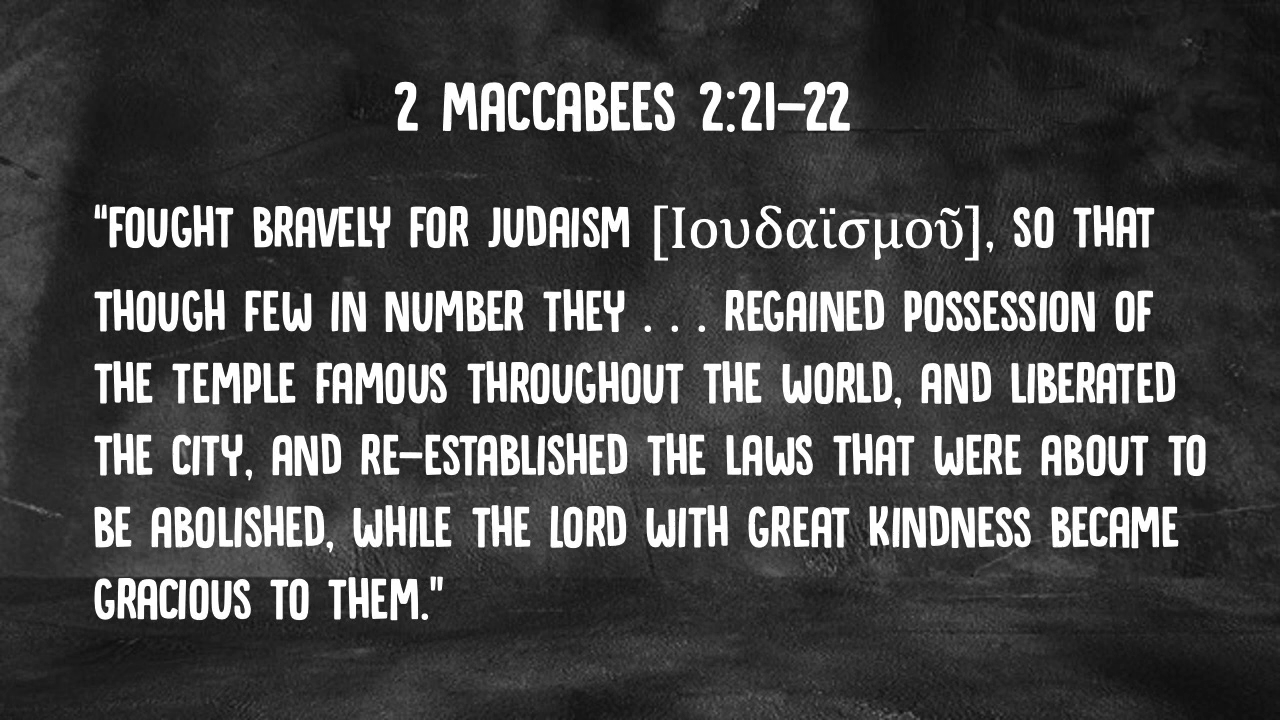 2 MACCABEES 2:21–22
"FOUGHT BRAVELY FOR JUDAISM [Ιουδαϊσμοῦ], SO THAT
THOUGH FEW IN NUMBER THEY . . . REGAINED POSSESSION OF
THE TEMPLE FAMOUS THROUGHOUT THE WORLD, AND LIBERATED
THE CITY, AND RE-ESTABLISHED THE LAWS THAT WERE ABOUT TO
BE ABOLISHED, WHILE THE LORD WITH GREAT KINDNESS BECAME
GRACIOUS TO THEM."